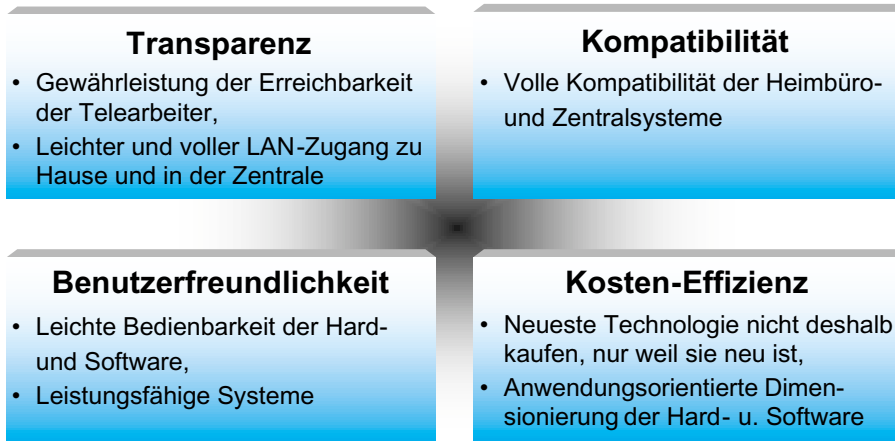 Transparenz
• Gewährleistung der Erreichbarkeit
der Telearbeiter,
• Leichter und voller LAN-Zugang zu
Hause und in der Zentrale
Kompatibilität
• Volle Kompatibilität der Heimbüro-
und Zentralsysteme
Benutzerfreundlichkeit
• Leichte Bedienbarkeit der Hard-
und Software,
• Leistungsfähige Systeme
Kosten-Effizienz
• Neueste Technologie nicht deshalb
kaufen, nur weil sie neu ist,
• Anwendungsorientierte Dimen-
sionierung der Hard- u. Software